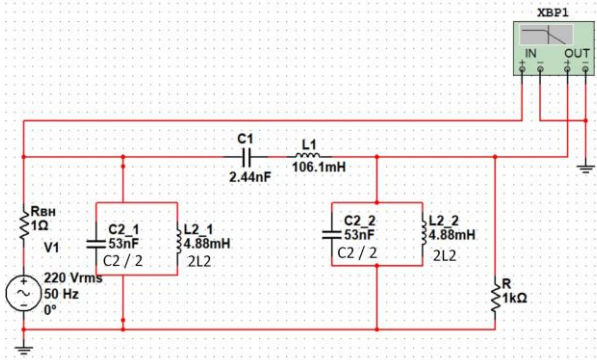 XBP1
IN OUT
C1
2.44nF
L1
106.1mH
RВН
1Ω
V1
220 Vrms
50 Hz
0°
C2_1
53nF
C2 / 2
L2_1
4.88mH
2L2
C2_2
53nF
C2 / 2
L2_2
4.88mH
2L2
R
1kΩ